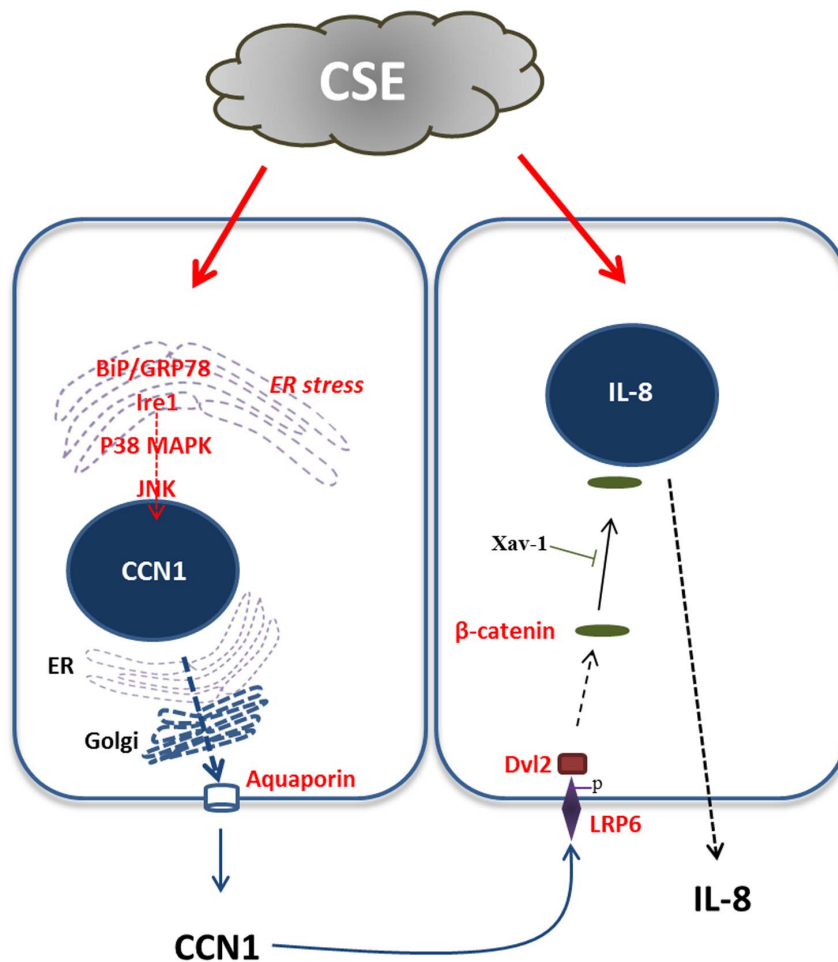 CSE
BiP/GRP78
ER stress
Ire1
P38 MAPK
JNK
CCN1
ER
Golgi
Aquaporin
CCN1
IL-8
Xav-1
β-catenin
Dvl2
p
LRP6
IL-8